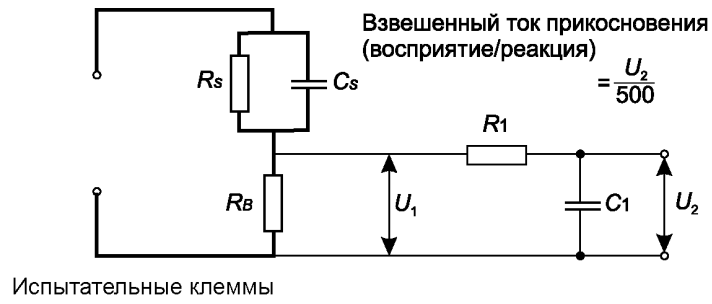 Взвешенный ток прикосновения
(восприятие/реакция)
= U2/500
Rs
Cs
R1
RB
U1
C1
U2
Испытательные клеммы